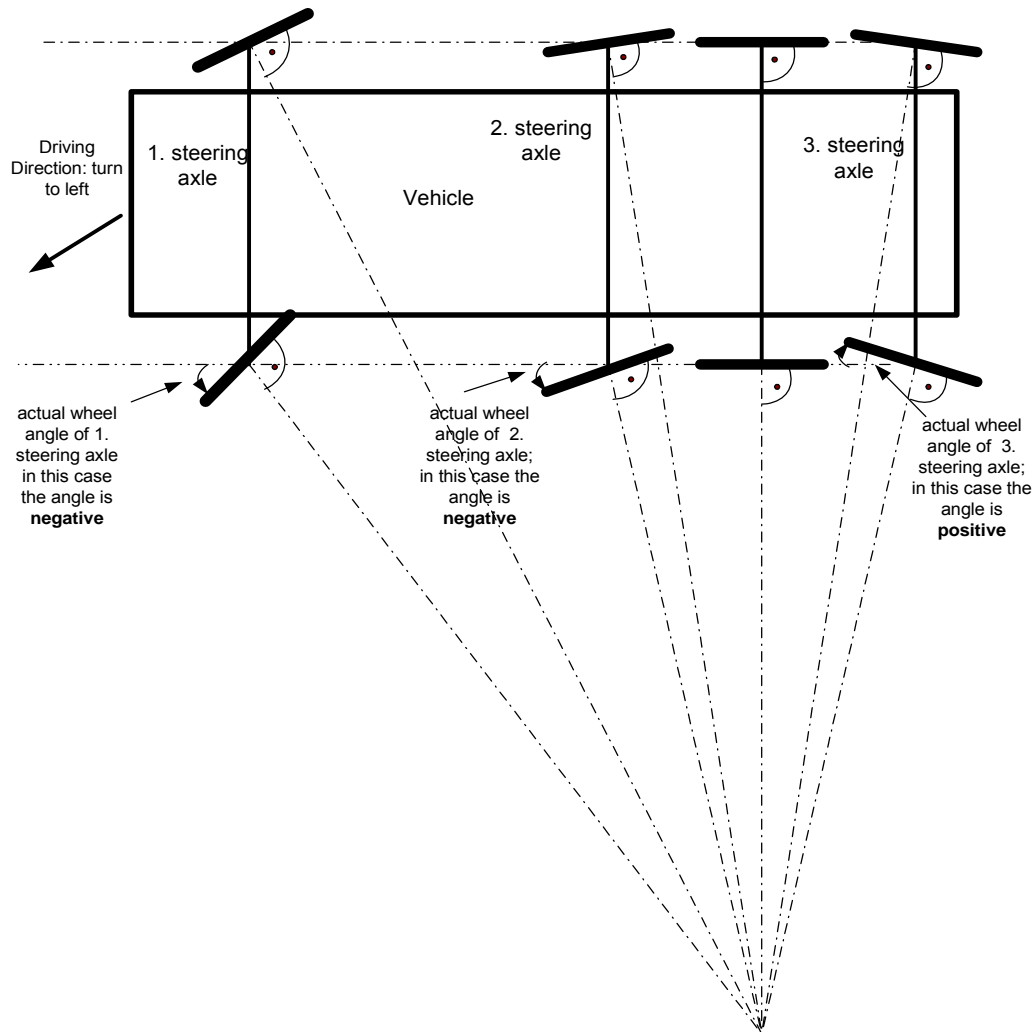 Driving
Direction: turn
to left
1. steering
axle
Vehicle
2. steering
axle
3. steering
axle
actual wheel
angle of 1.
steering axle
in this case
the angle is
negative
actual wheel
angle of 2.
steering axle;
in this case the
angle is
negative
actual wheel
angle of 3.
steering axle;
in this case the
angle is
positive